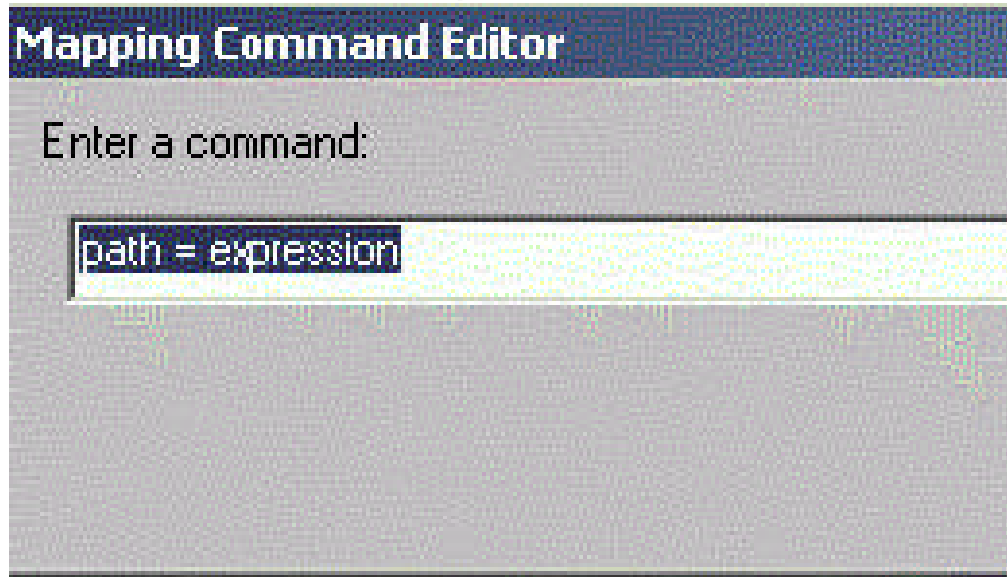 Mapping Command Editor
Enter a command:
path = expression